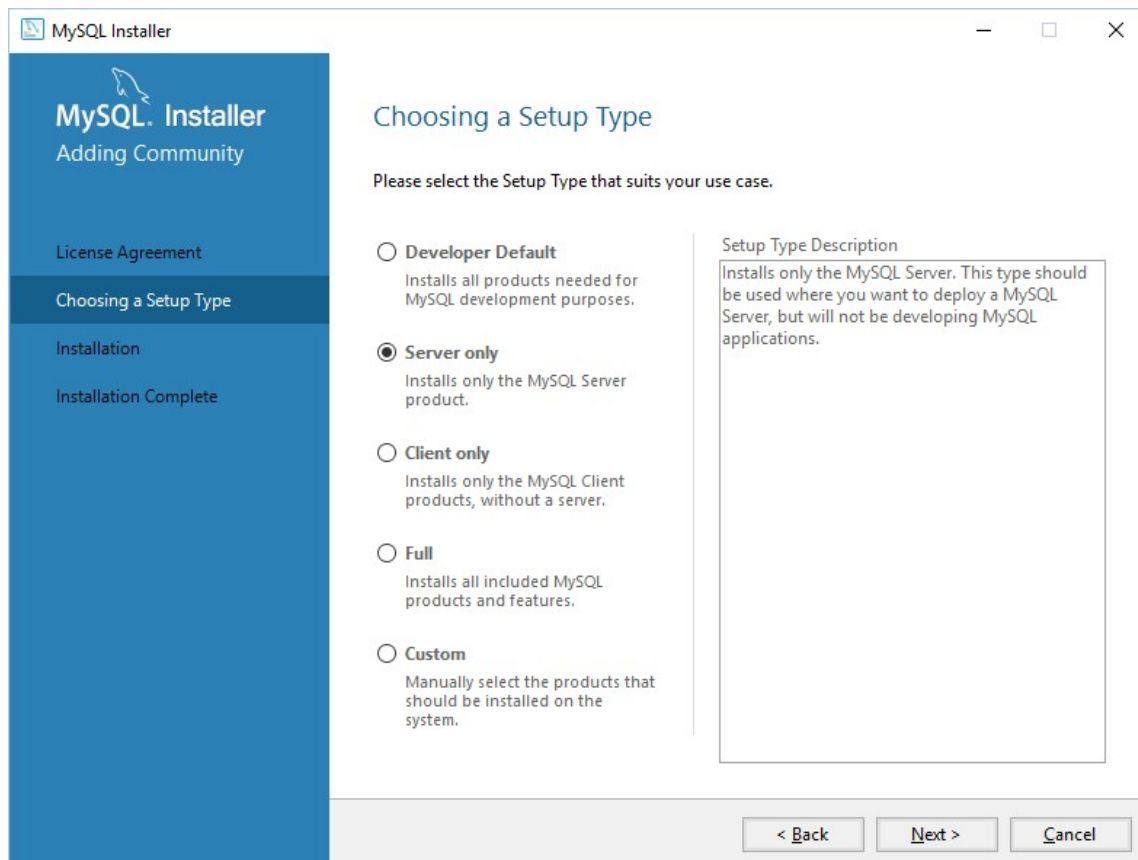 MySQL Installer
MySQL. Installer
Adding Community
License Agreement
Choosing a Setup Type
Installation
Installation Complete
Choosing a Setup Type
Please select the Setup Type that suits your use case.
Developer Default
Installs all products needed for
MySQL development purposes.
Server only
Installs only the MySQL Server
product.
Client only
Installs only the MySQL Client
products, without a server.
Full
Installs all included MySQL
products and features.
Custom
Manually select the products that
should be installed on the
system.
Setup Type Description
Installs only the MySQL Server. This type should
be used where you want to deploy a MySQL
Server, but will not be developing MySQL
applications.
< Back
Next >
Cancel